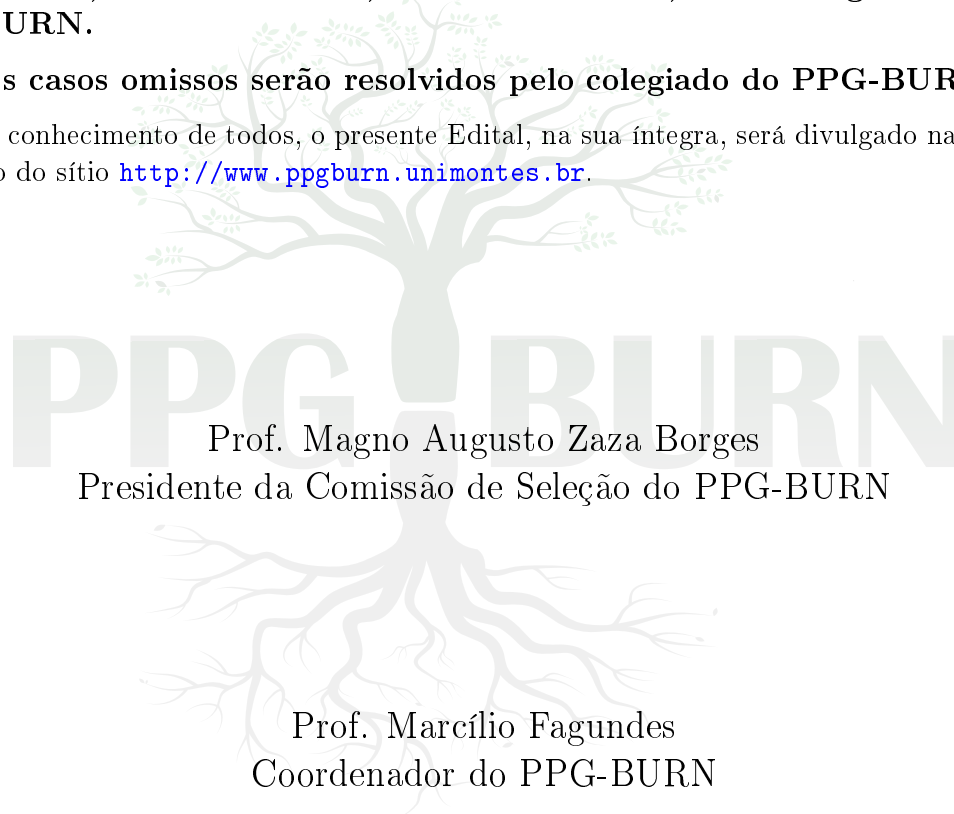 URN.
s casos omissos serão resolvidos pelo colegiado do PPG-BUR
conhecimento de todos, o presente Edital, na sua íntegra, será divulgado na
o do sítio http://www.ppgburn.unimontes.br.
PPG BURN
Prof. Magno Augusto Zaza Borges
Presidente da Comissão de Seleção do PPG-BURN
Prof. Marcílio Fagundes
Coordenador do PPG-BURN